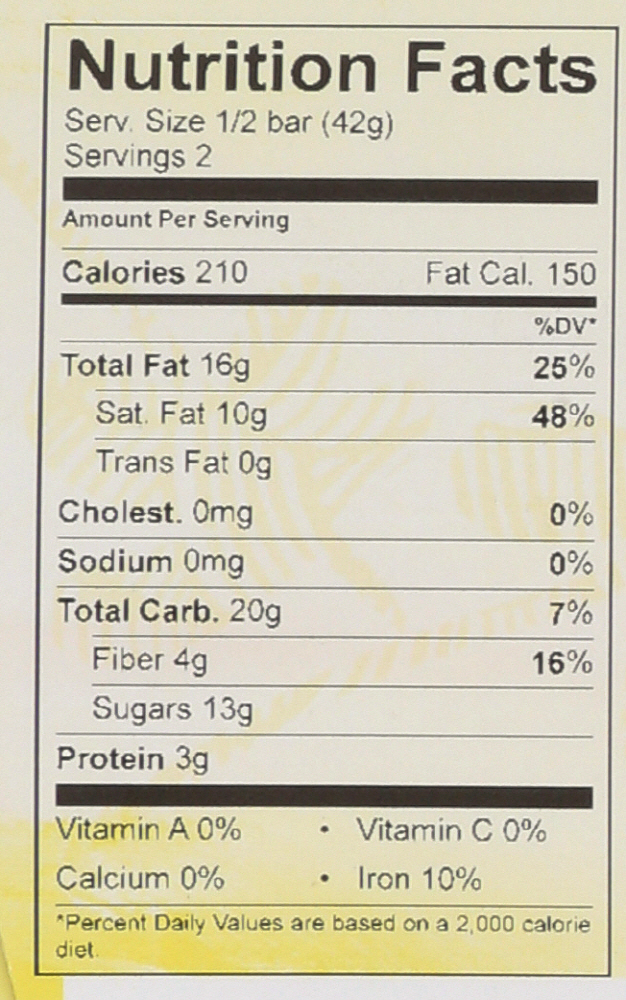 Nutrition Facts
Serv. Size 1/2 bar (42g)
Servings 2
Amount Per Serving
Calories 210 Fat Cal. 150
%DV*
Total Fat 16g 25%
Sat. Fat 10g 48%
Trans Fat 0g
Cholest. 0mg 0%
Sodium 0mg 0%
Total Carb. 20g 7%
Fiber 4g 16%
Sugars 13g
Protein 3g
Vitamin A 0% • Vitamin C 0%
Calcium 0% • Iron 10%
*Percent Daily Values are based on a 2,000 calorie
diet.